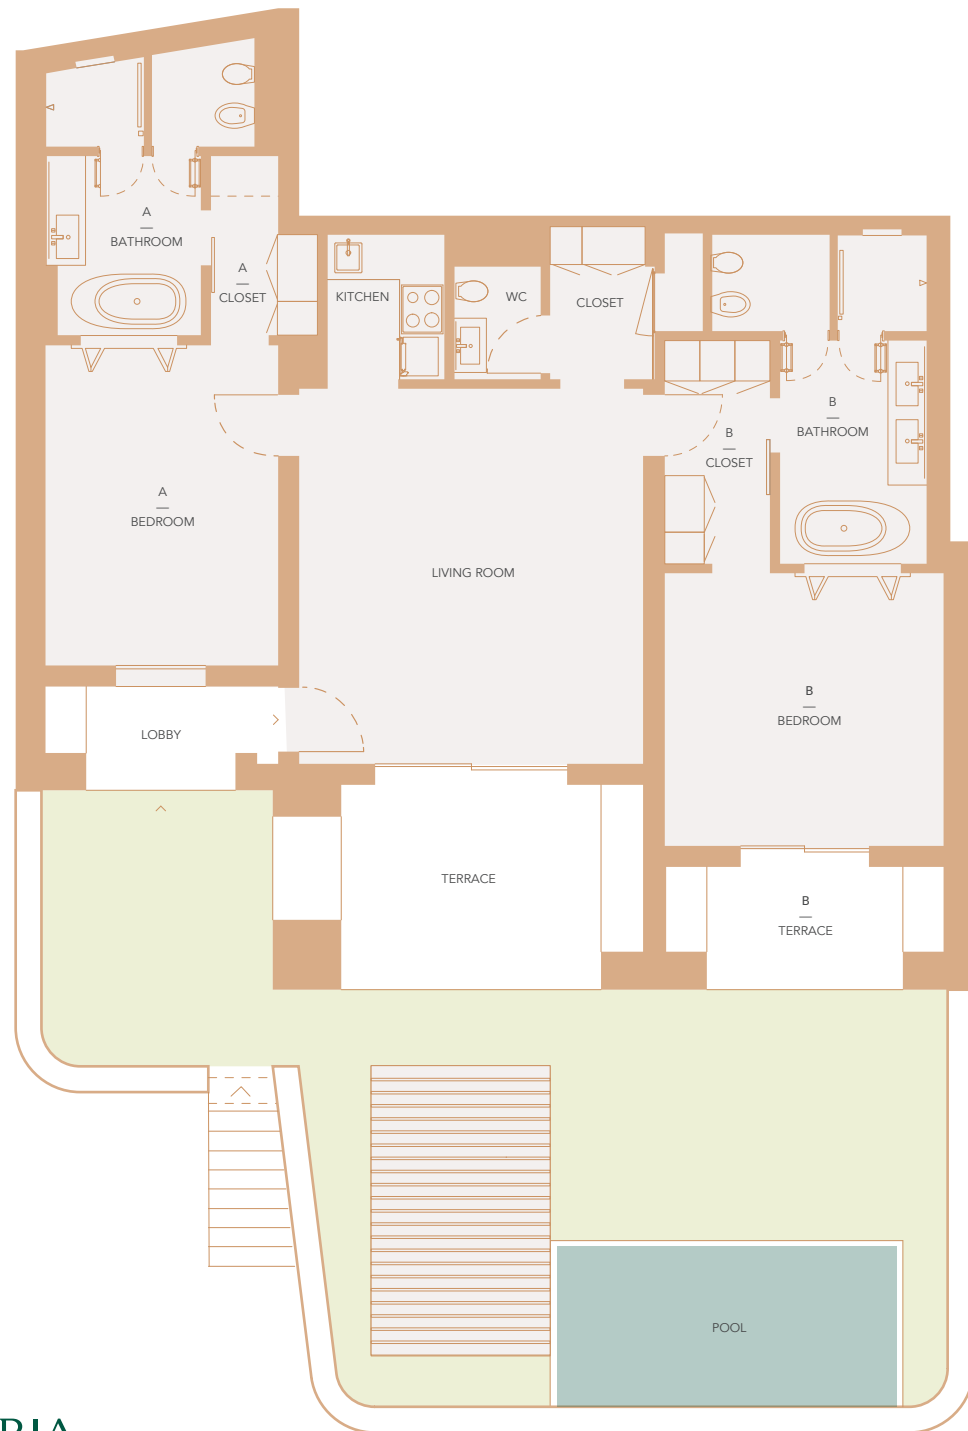 A
BATHROOM
A
CLOSET
KITCHEN
WC
CLOSET
B
BATHROOM
B
CLOSET
A
BEDROOM
LIVING ROOM
B
BEDROOM
LOBBY
TERRACE
B
TERRACE
POOL